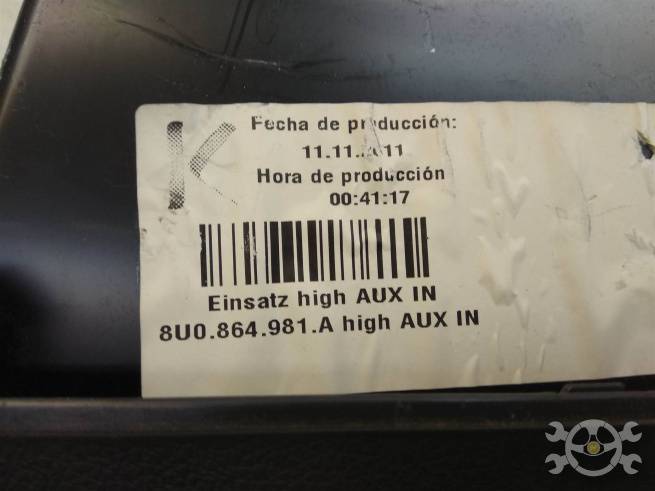 K
Fecha de producción:
11.11.2011
Hora de producción
00:41:17
Einsatz high AUX IN
8U0.864.981.A high AUX IN